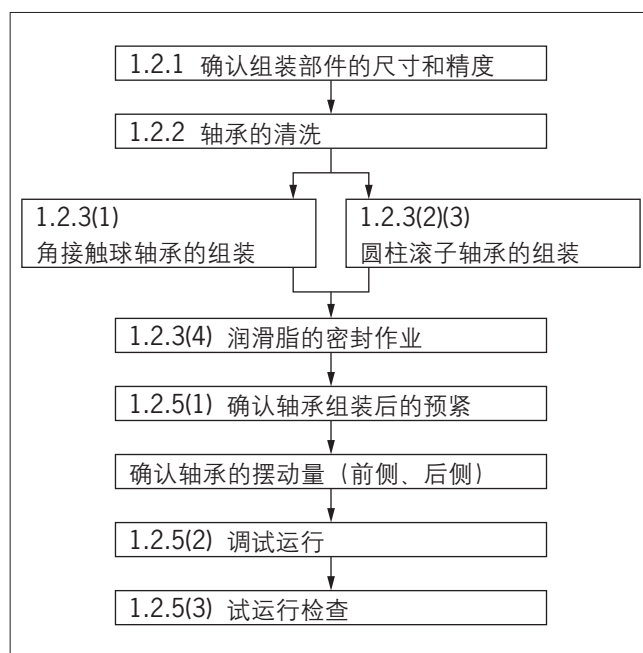 1.2.1 确认组装部件的尺寸和精度
1.2.2 轴承的清洗
1.2.3(1)
角接触球轴承的组装
1.2.3(2)(3)
圆柱滚子轴承的组装
1.2.3(4) 润滑脂的密封作业
1.2.5(1) 确认轴承组装后的预紧
确认轴承的摆动量（前侧、后侧）
1.2.5(2) 调试运行
1.2.5(3) 试运行检查